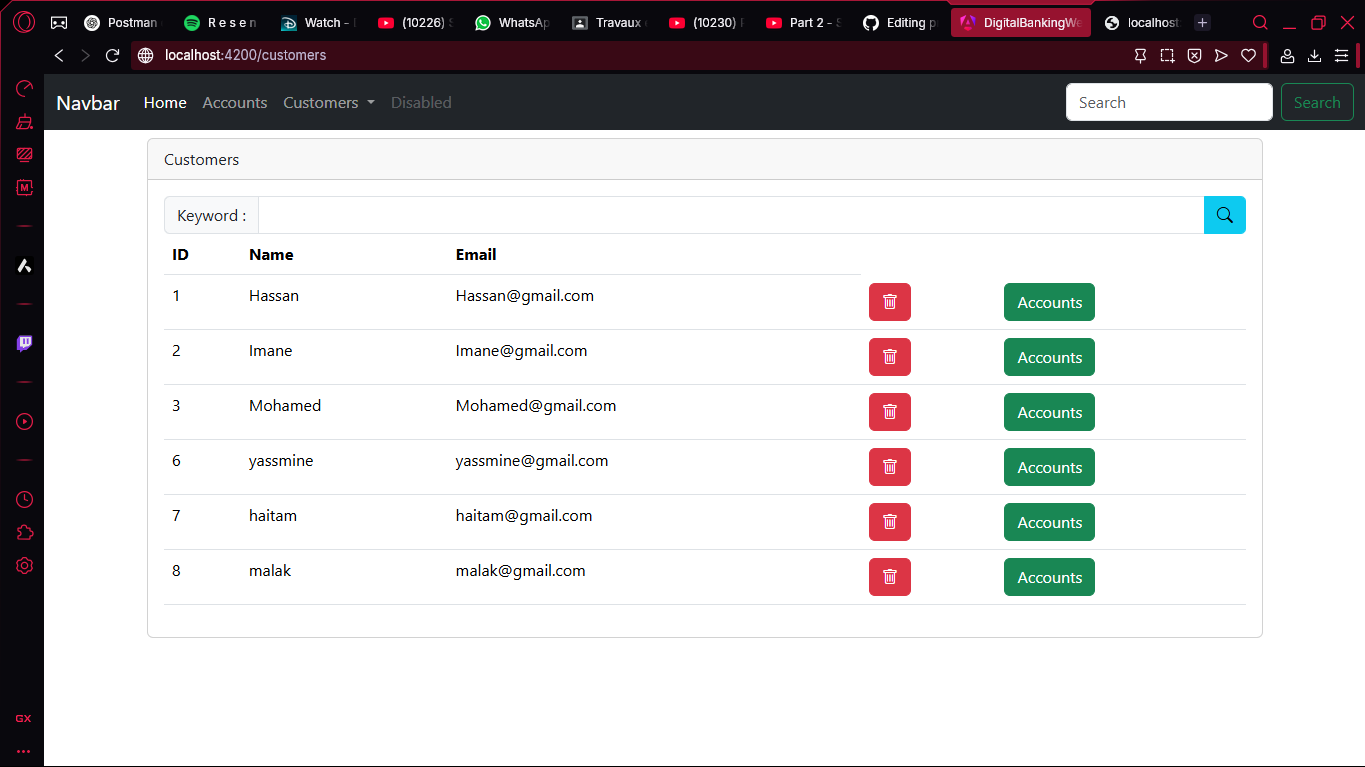 Postman
R e s e n
Watch -
(10226)
WhatsAp
Travaux
(10230)
Part 2 -
Editing p
DigitalBankingWe
localhost:
localhost:4200/customers
Navbar Home Accounts Customers Disabled Search Search
Customers
Keyword :
ID Name Email
1 Hassan Hassan@gmail.com Accounts
2 Imane Imane@gmail.com Accounts
3 Mohamed Mohamed@gmail.com Accounts
6 yassmine yassmine@gmail.com Accounts
7 haitam haitam@gmail.com Accounts
8 malak malak@gmail.com Accounts
M
GX